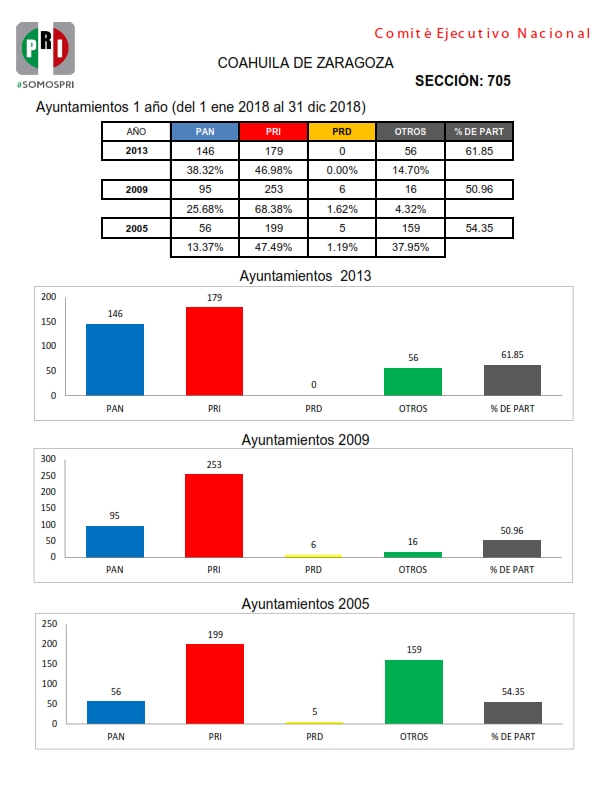 Comité Ejecutivo Nacional
PRI
#SOMOSPRI
COAHUILA DE ZARAGOZA
SECCIÓN: 705
Ayuntamientos 1 año (del 1 ene 2018 al 31 dic 2018)
AÑO PAN PRI PRD OTROS % DE PART
2013 146 179 0 56 61.85
38.32% 46.98% 0.00% 14.70%
2009 95 253 6 16 50.96
25.68% 68.38% 1.62% 4.32%
2005 56 199 5 159 54.35
13.37% 47.49% 1.19% 37.95%
Ayuntamientos 2013
200
150
100
50
0
146 179 0 56 61.85
PAN PRI PRD OTROS % DE PART
Ayuntamientos 2009
300
250
200
150
100
50
0
95 253 6 16 50.96
PAN PRI PRD OTROS % DE PART
Ayuntamientos 2005
250
200
150
100
50
0
56 199 5 159 54.35
PAN PRI PRD OTROS % DE PART